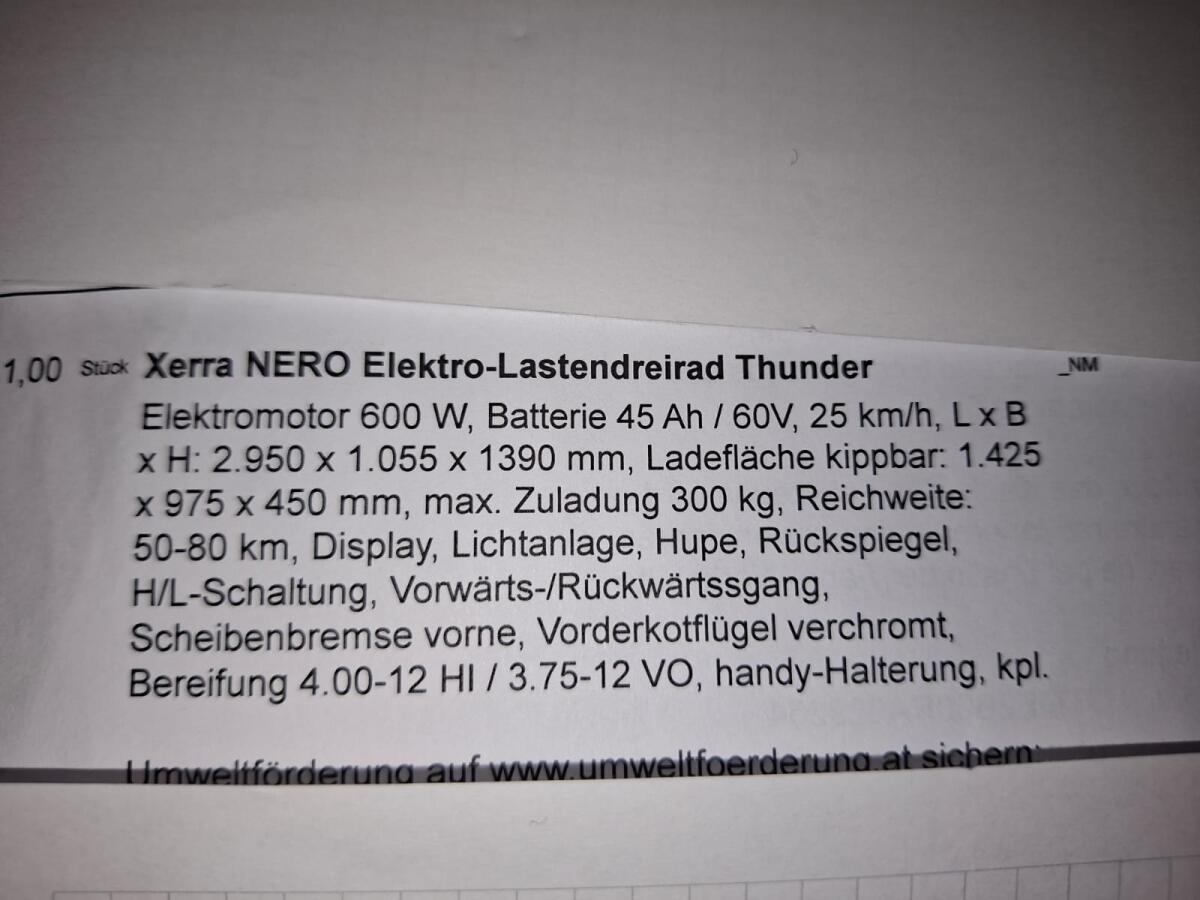 1,00 Stück Xerra NERO Elektro-Lastendreirad Thunder _NM
Elektromotor 600 W, Batterie 45 Ah / 60V, 25 km/h, L x B
x H: 2.950 x 1.055 x 1390 mm, Ladefläche kippbar: 1.425
x 975 x 450 mm, max. Zuladung 300 kg, Reichweite:
50-80 km, Display, Lichtanlage, Hupe, Rückspiegel,
H/L-Schaltung, Vorwärts-/Rückwärtssgang,
Scheibenbremse vorne, Vorderkotflügel verchromt,
Bereifung 4.00-12 HI / 3.75-12 VO, handy-Halterung, kpl.
Umweltförderung auf www.umweltfoerderung.at sichern: